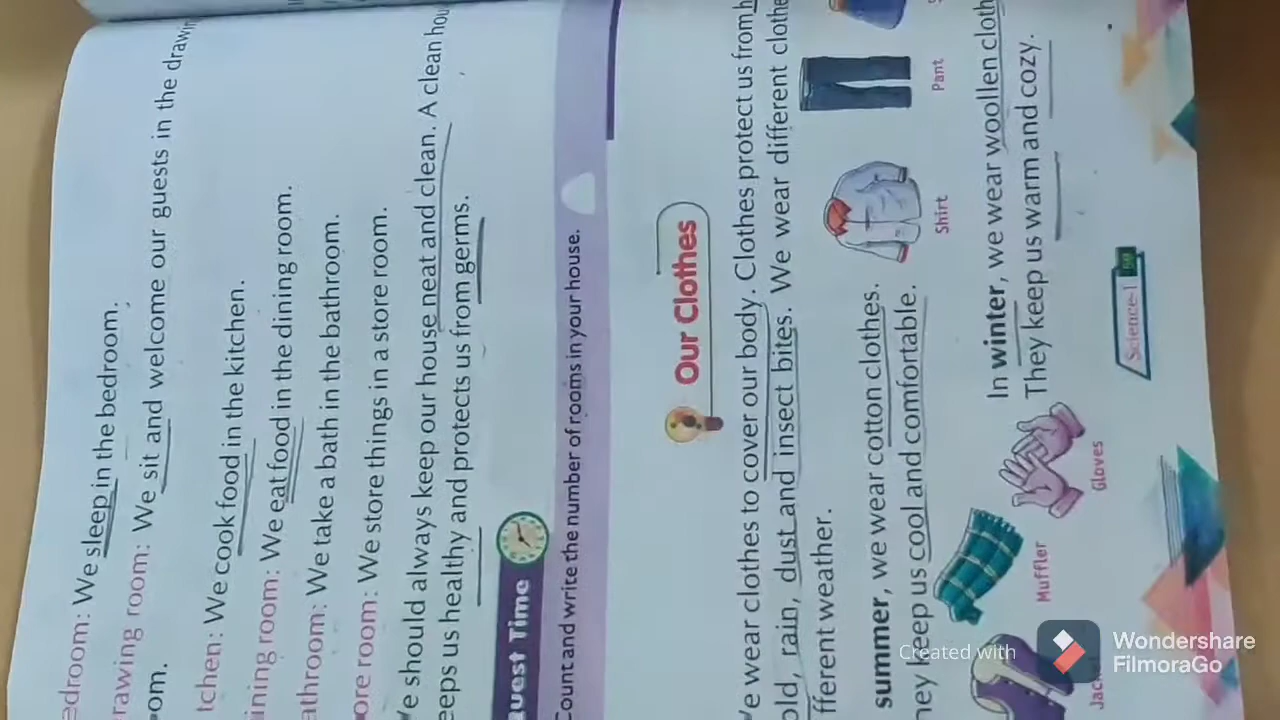 edroom: We sleep in the bedroom.
rawing room: We sit and welcome our guests in the drawin
om.
tchen: We cook food in the kitchen.
ining room: We eat food in the dining room.
athroom: We take a bath in the bathroom.
ore room: We store things in a store room.
e should always keep our house neat and clean. A clean hou
eeps us healthy and protects us from germs.
Quest Time
Count and write the number of rooms in your house.
Our Clothes
e wear clothes to cover our body. Clothes protect us from h
old, rain, dust and insect bites. We wear different clothe
fferent weather.
summer, we wear cotton clothes.
hey keep us cool and comfortable.
Shirt
Pant
In winter, we wear woollen cloth
They keep us warm and cozy.
Jacke
Muffler
Gloves
Science-1
Created with
Wondershare
FilmoraGo